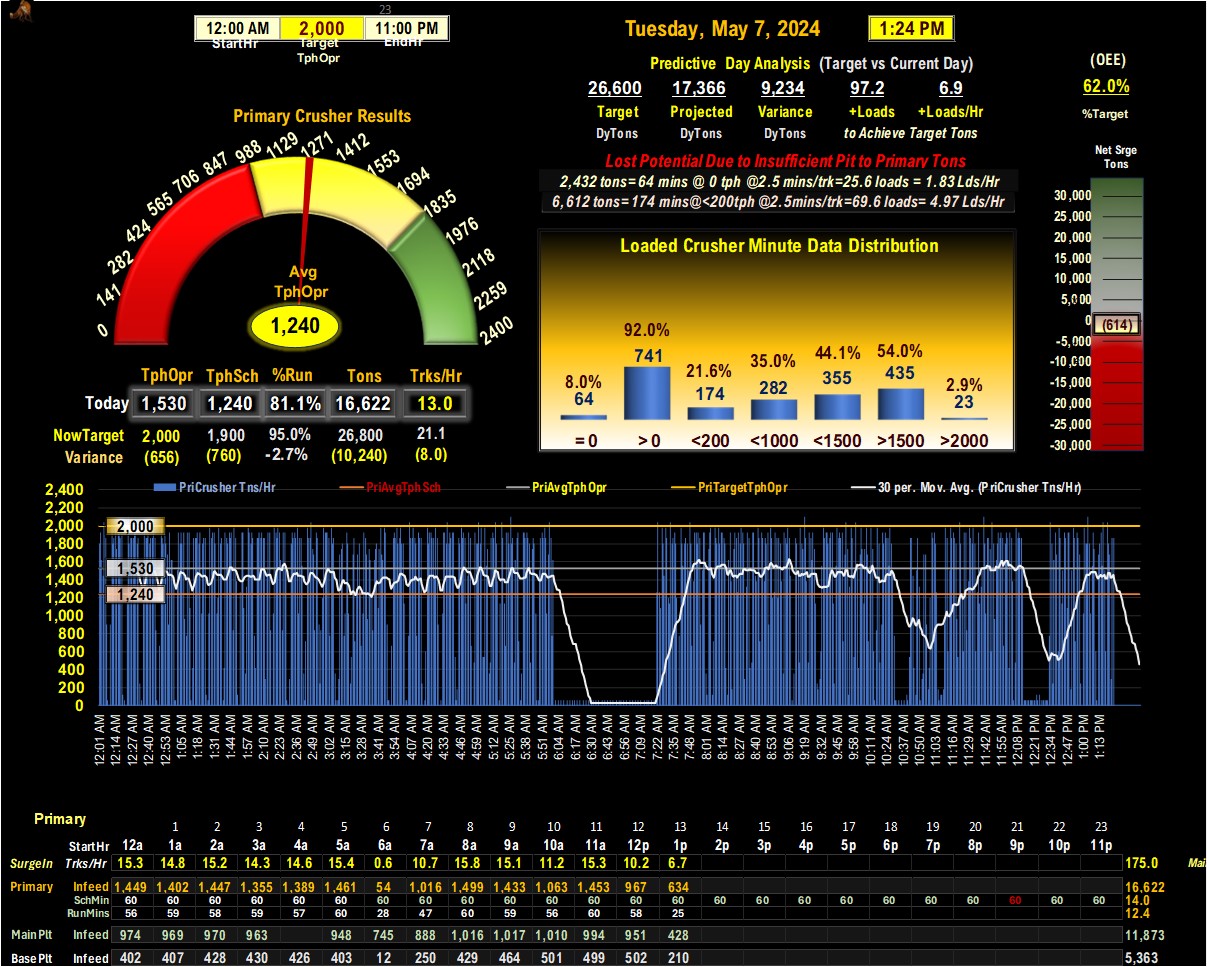 23
12:00 AM 2,000 11:00 PM
StartHr Target EndHr
TphOpr
Tuesday, May 7, 2024 1:24 PM
Predictive Day Analysis (Target vs Current Day)
26,600 17,366 9,234 97.2 6.9
Target Projected Variance +Loads +Loads/Hr
DyTons DyTons DyTons to Achieve Target Tons
(OEE)
62.0%
%Target
Lost Potential Due to Insufficient Pit to Primary Tons
2,432 tons=64 mins @ 0 tph @2.5 mins/trk=25.6 loads = 1.83 Lds/Hr
6,612 tons=174 mins@<200tph @2.5mins/trk=69.6 loads= 4.97 Lds/Hr
Primary Crusher Results
0 141 282 424 565 706 847 988 1129 1271 1412 1553 1694 1835 1976 2118 2259 2400
Avg
TphOpr
1,240
Loaded Crusher Minute Data Distribution
8.0% 92.0% 21.6% 35.0% 44.1% 54.0% 2.9%
64 741 174 282 355 435 23
=0 >0 <200 <1000 <1500 >1500 >2000
Net Srge
Tons
30,000
25,000
20,000
15,000
10,000
5,000
0
(614)
-5,000
-10,000
-15,000
-20,000
-25,000
-30,000
TphOpr TphSch %Run Tons Trks/Hr
Today 1,530 1,240 81.1% 16,622 13.0
NowTarget 2,000 1,900 95.0% 26,800 21.1
Variance (656) (760) -2.7% (10,240) (8.0)
PriCrusher Tns/Hr PriAvgTphSch PriAvgTphOpr PriTargetTphOpr 30 per. Mov. Avg. (PriCrusher Tns/Hr)
2,400
2,200
2,000 2,000
1,800
1,600
1,530
1,400
1,200 1,240
1,000
800
600
400
200
0
12:01 AM 12:14 AM 12:27 AM 12:40 AM 12:53 AM 1:05 AM 1:18 AM 1:31 AM 1:44 AM 1:57 AM 2:10 AM 2:23 AM 2:36 AM 2:49 AM 3:02 AM 3:15 AM 3:28 AM 3:41 AM 3:54 AM 4:07 AM 4:20 AM 4:33 AM 4:46 AM 4:59 AM 5:12 AM 5:25 AM 5:38 AM 5:51 AM 6:04 AM 6:17 AM 6:30 AM 6:43 AM 6:56 AM 7:09 AM 7:22 AM 7:35 AM 7:48 AM 8:01 AM 8:14 AM 8:27 AM 8:40 AM 8:53 AM 9:06 AM 9:19 AM 9:32 AM 9:45 AM 9:58 AM 10:11 AM 10:24 AM 10:37 AM 10:50 AM 11:03 AM 11:16 AM 11:29 AM 11:42 AM 11:55 AM 12:08 PM 12:21 PM 12:34 PM 12:47 PM 1:00 PM 1:13 PM
Primary
1 2 3 4 5 6 7 8 9 10 11 12 13 14 15 16 17 18 19 20 21 22 23
StartHr 12a 1a 2a 3a 4a 5a 6a 7a 8a 9a 10a 11a 12p 1p 2p 3p 4p 5p 6p 7p 8p 9p 10p 11p
SurgeIn Trks/Hr 15.3 14.8 15.2 14.3 14.6 15.4 0.6 10.7 15.8 15.1 11.2 15.3 10.2 6.7 175.0
Primary Infeed 1,449 1,402 1,447 1,355 1,389 1,461 54 1,016 1,499 1,433 1,063 1,453 967 634 16,622
SchMin 60 60 60 60 60 60 60 60 60 60 60 60 60 60 60 60 60 60 60 60 60 60 60 60 14.0
RunMins 56 59 58 59 57 60 28 47 60 59 56 60 58 25 12.4
MainPlt Infeed 974 969 970 963 948 745 888 1,016 1,017 1,010 994 951 428 11,873
BasePlt Infeed 402 407 428 430 426 403 12 250 429 464 501 499 502 210 5,363